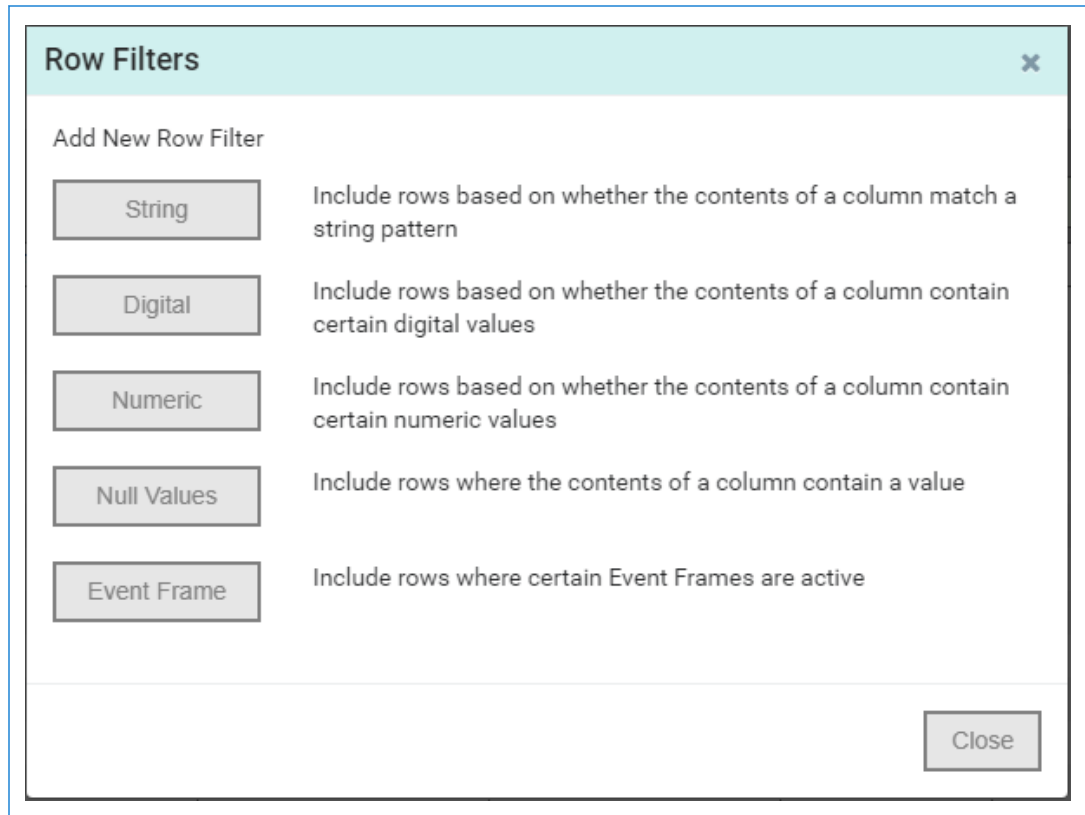 Row Filters
Add New Row Filter
String
Include rows based on whether the contents of a column match a
string pattern
Digital
Include rows based on whether the contents of a column contain
certain digital values
Numeric
Include rows based on whether the contents of a column contain
certain numeric values
Null Values
Include rows where the contents of a column contain a value
Event Frame
Include rows where certain Event Frames are active
Close